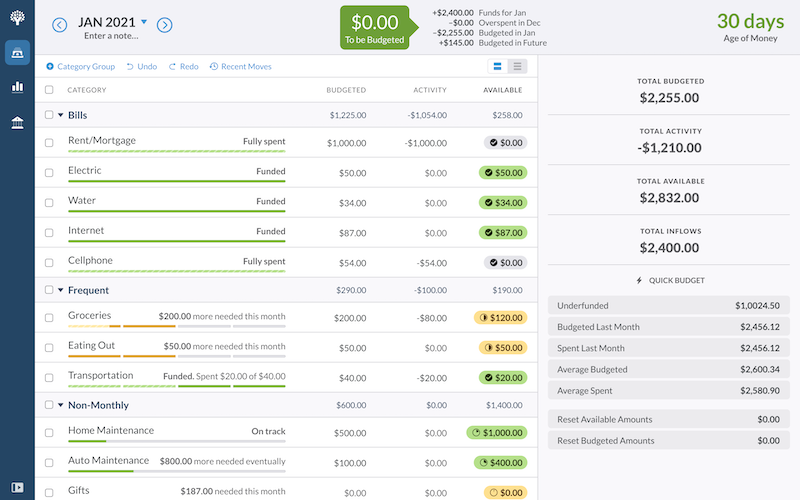 JAN 2021
Enter a note...
$0.00
To be Budgeted
+$2,400.00 Funds for Jan
-$0.00 Overspent in Dec
-$2,255.00 Budgeted in Jan
+$145.00 Budgeted in Future
30 days
Age of Money
Category Group Undo Redo Recent Moves
CATEGORY BUDGETED ACTIVITY AVAILABLE
Bills $1,225.00 -$1,054.00 $258.00
Rent/Mortgage Fully spent $1,000.00 -$1,000.00 $0.00
Electric Funded $50.00 $0.00 $50.00
Water Funded $34.00 $0.00 $34.00
Internet Funded $87.00 $0.00 $87.00
Cellphone Fully spent $54.00 -$54.00 $0.00
Frequent $290.00 -$100.00 $190.00
Groceries $200.00 more needed this month $200.00 -$80.00 $120.00
Eating Out $50.00 more needed this month $50.00 $0.00 $50.00
Transportation Funded. Spent $20.00 of $40.00 $40.00 -$20.00 $20.00
Non-Monthly $600.00 $0.00 $1,400.00
Home Maintenance On track $500.00 $0.00 $1,000.00
Auto Maintenance $800.00 more needed eventually $100.00 $0.00 $400.00
Gifts $187.00 needed this month $0.00 $0.00 $0.00
TOTAL BUDGETED
$2,255.00
TOTAL ACTIVITY
-$1,210.00
TOTAL AVAILABLE
$2,832.00
TOTAL INFLOWS
$2,400.00
QUICK BUDGET
Underfunded $1,0024.50
Budgeted Last Month $2,456.12
Spent Last Month $2,456.12
Average Budgeted $2,600.34
Average Spent $2,580.90
Reset Available Amounts $0.00
Reset Budgeted Amounts $0.00